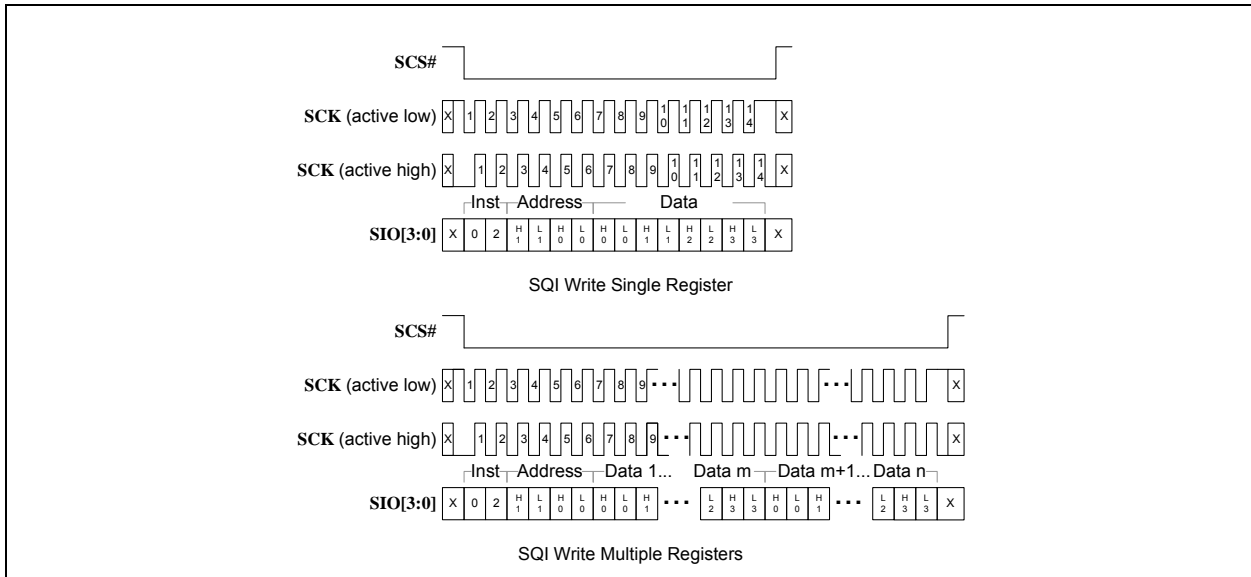 SCS#
SCK (active low) X 1 2 3 4 5 6 7 8 9 10 11 12 13 14 X
SCK (active high) X 1 2 3 4 5 6 7 8 9 10 11 12 13 14 X
Inst Address Data
SIO[3:0] X 0 2 H1 L1 H0 L0 H0 L0 H1 L1 H2 L2 H3 L3 X
SQI Write Single Register
SCS#
SCK (active low) X 1 2 3 4 5 6 7 8 9 ... ... X
SCK (active high) X 1 2 3 4 5 6 7 8 9 ... ... X
Inst Address Data 1... Data m Data m+1... Data n
SIO[3:0] X 0 2 H1 L1 H0 L0 H0 L0 H1 ... L2 H3 L3 H0 L0 H1 ... L2 H3 L3 X
SQI Write Multiple Registers